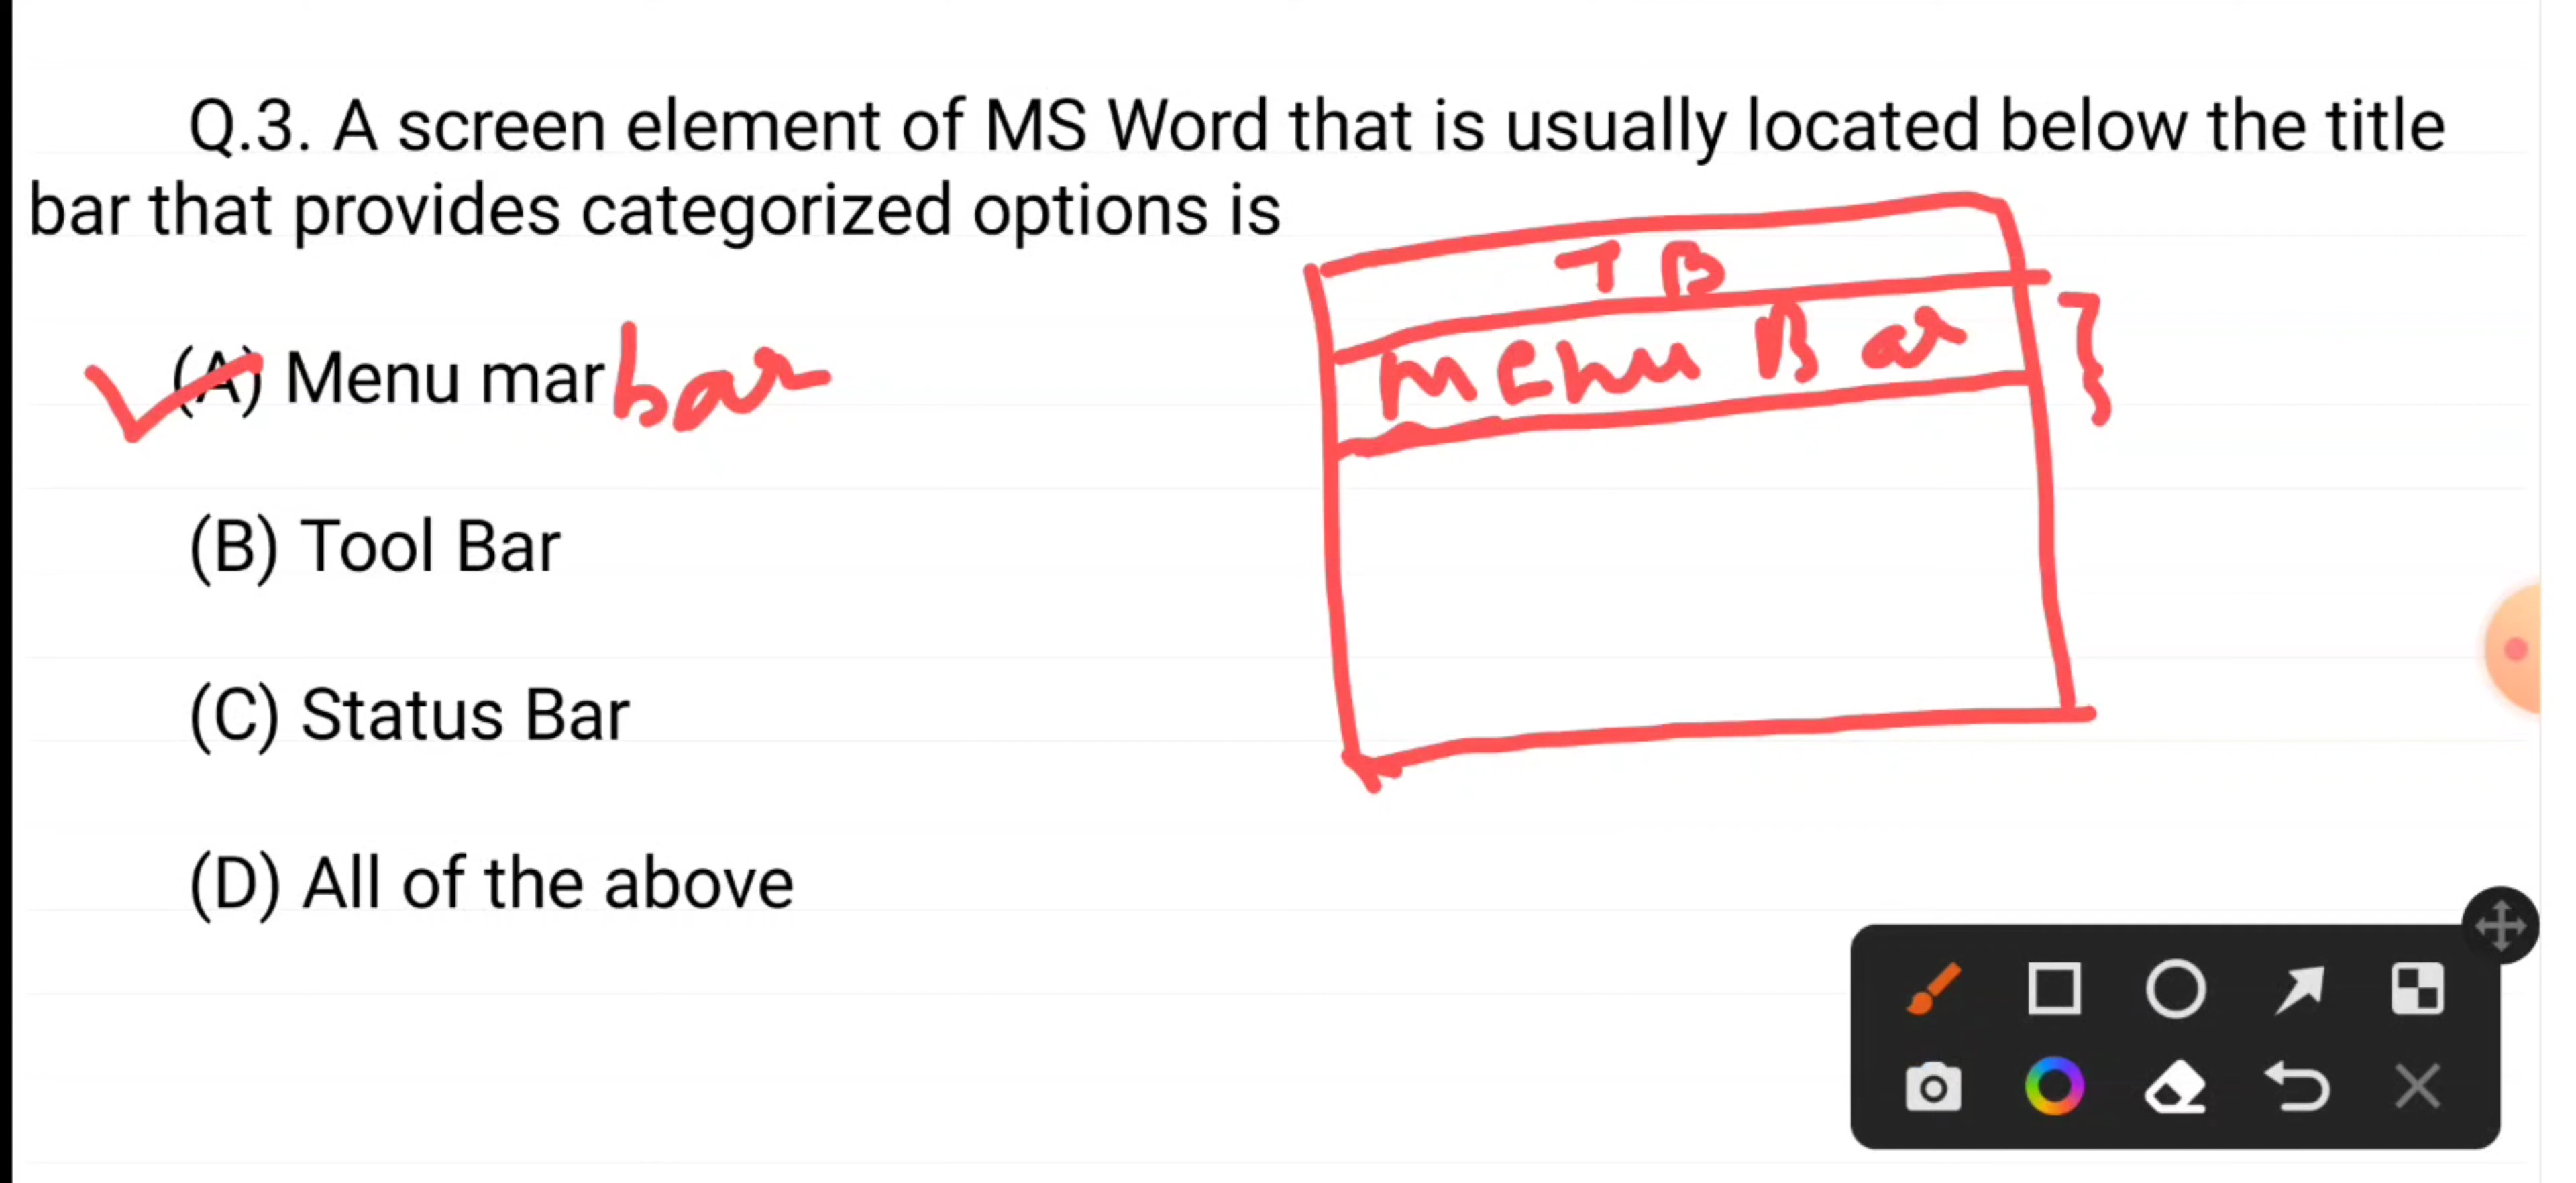 Q.3. A screen element of MS Word that is usually located below the title
bar that provides categorized options is
T B
Menu Bar
(A) Menu mar bar
(B) Tool Bar
(C) Status Bar
(D) All of the above